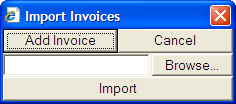 Import Invoices
Add Invoice Cancel
Browse...
Import